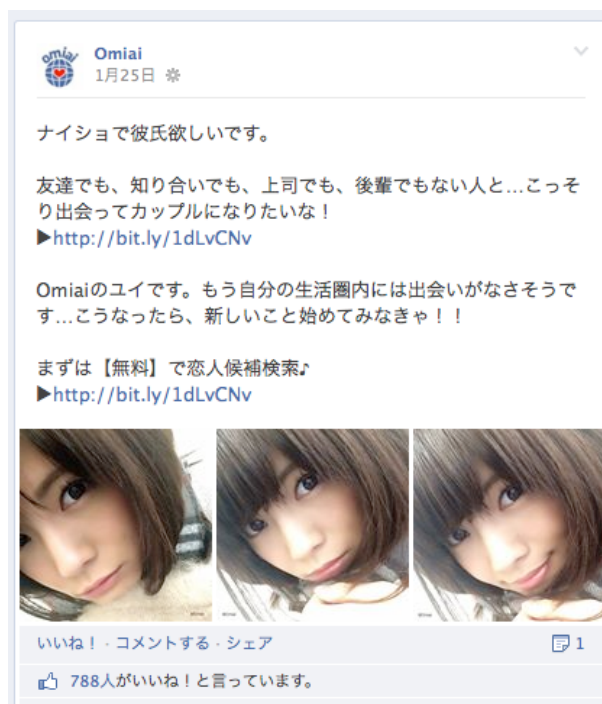 omiai
Omiai
1月25日
ナイショで彼氏欲しいです。
友達でも、知り合いでも、上司でも、後輩でもない人と...こっそ
り出会ってカップルになりたいな！
▶http://bit.ly/1dLvCNv
Omiaiのユイです。もう自分の生活圏内には出会いがなさそうで
す...こうなったら、新しいこと始めてみなきゃ！！
まずは【無料】で恋人候補検索♪
▶http://bit.ly/1dLvCNv
いいね！ · コメントする · シェア 1
788人がいいね！と言っています。